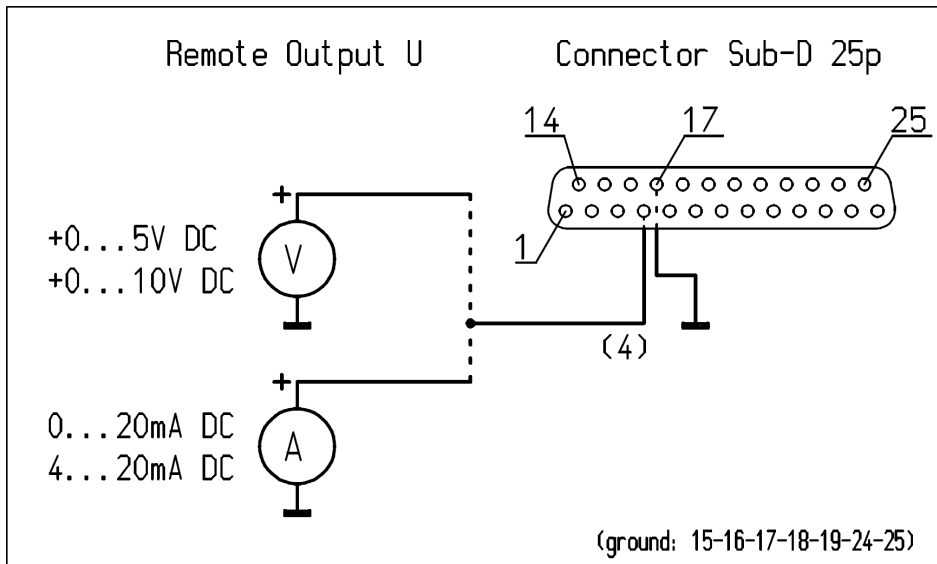 Remote Output U
Connector Sub-D 25p
14
17
25
1
+
V
+0...5V DC
+0...10V DC
(4)
+
A
0...20mA DC
4...20mA DC
(ground: 15-16-17-18-19-24-25)